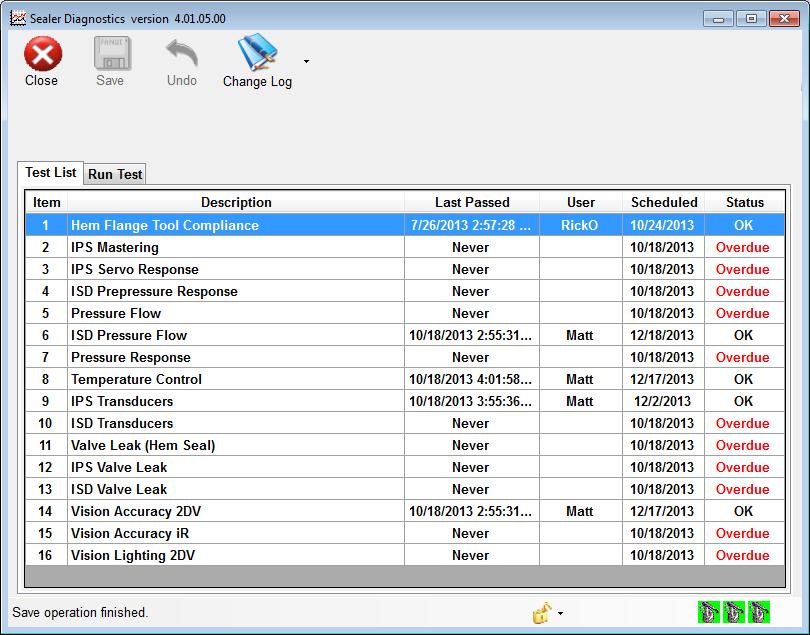 Sealer Diagnostics version 4.01.05.00
FANUC
Close Save Undo Change Log
Test List Run Test
Item Description Last Passed User Scheduled Status
1 Hem Flange Tool Compliance 7/26/2013 2:57:28 ... RickO 10/24/2013 OK
2 IPS Mastering Never 10/18/2013 Overdue
3 IPS Servo Response Never 10/18/2013 Overdue
4 ISD Prepressure Response Never 10/18/2013 Overdue
5 Pressure Flow Never 10/18/2013 Overdue
6 ISD Pressure Flow 10/18/2013 2:55:31... Matt 12/18/2013 OK
7 Pressure Response Never 10/18/2013 Overdue
8 Temperature Control 10/18/2013 4:01:58... Matt 12/17/2013 OK
9 IPS Transducers 10/18/2013 3:55:36... Matt 12/2/2013 OK
10 ISD Transducers Never 10/18/2013 Overdue
11 Valve Leak (Hem Seal) Never 10/18/2013 Overdue
12 IPS Valve Leak Never 10/18/2013 Overdue
13 ISD Valve Leak Never 10/18/2013 Overdue
14 Vision Accuracy 2DV 10/18/2013 2:55:31... Matt 12/17/2013 OK
15 Vision Accuracy iR Never 10/18/2013 Overdue
16 Vision Lighting 2DV Never 10/18/2013 Overdue
Save operation finished.